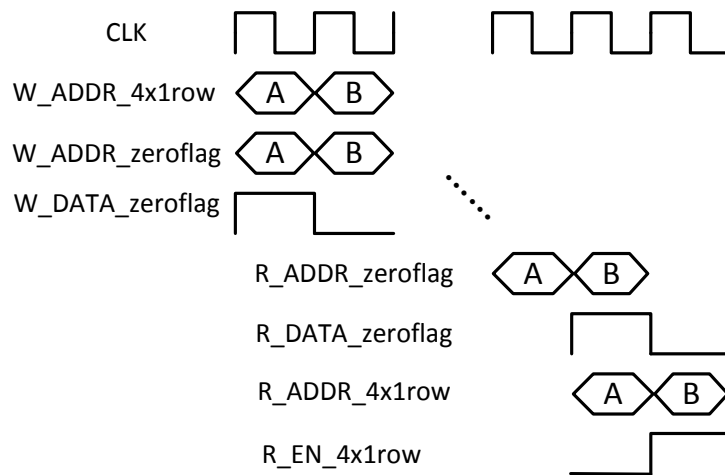 CLK
W_ADDR_4x1row A B
W_ADDR_zeroflag A B
W_DATA_zeroflag
R_ADDR_zeroflag A B
R_DATA_zeroflag
R_ADDR_4x1row A B
R_EN_4x1row